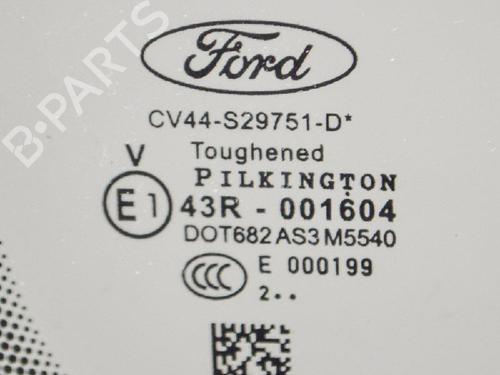 B-PARTS
Ford
CV44-S29751-D*
V
Toughened
PILKINGTON
E1 43R - 001604
DOT682 AS3 M5540
CCC E 000199
2..